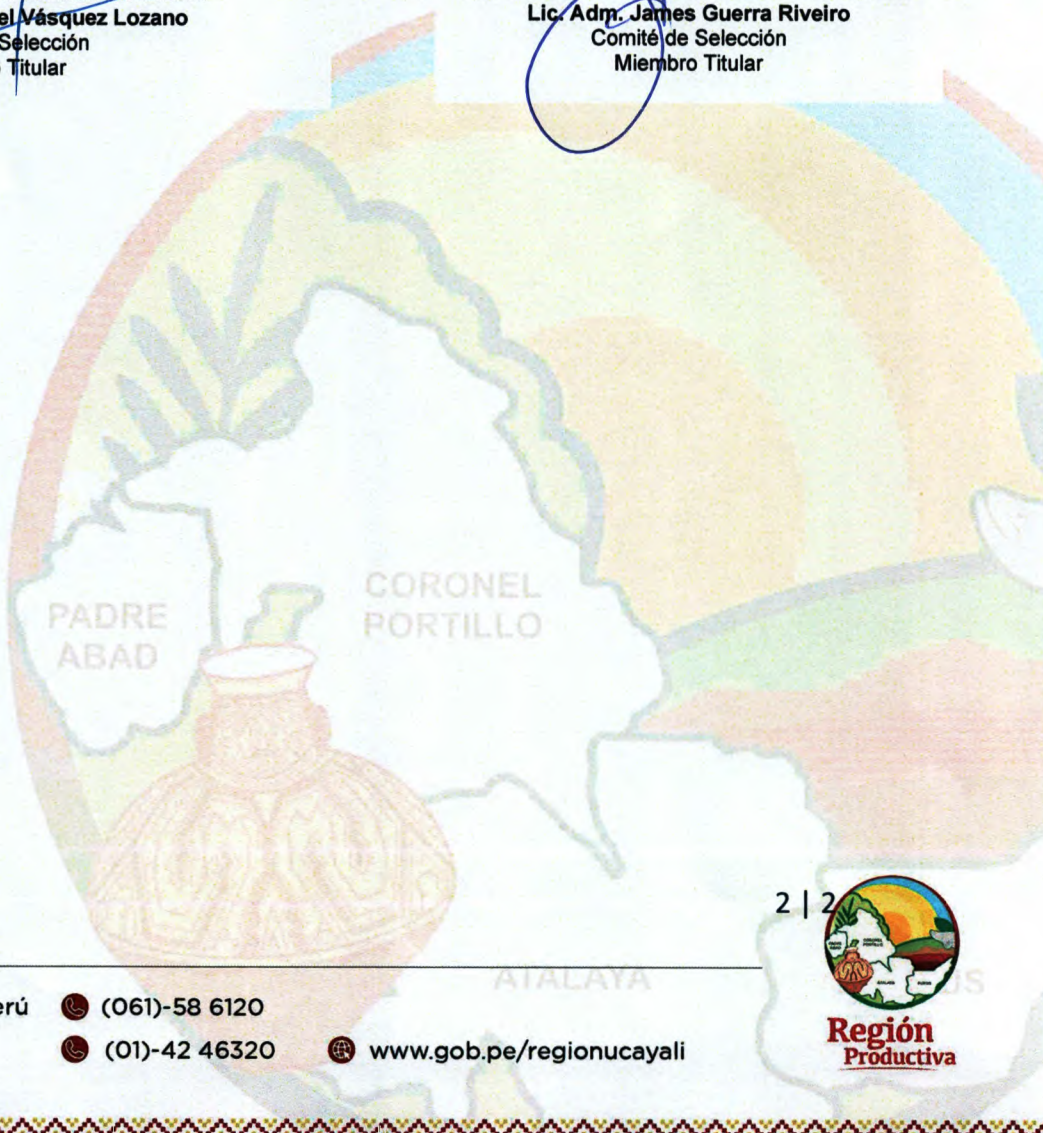 el Vásquez Lozano
Selección
Titular
Lic. Adm. James Guerra Riveiro
Comité de Selección
Miembro Titular
PADRE
ABAD
CORONEL
PORTILLO
ATALAYA
2 | 2
erú
(061)-58 6120
(01)-42 46320
www.gob.pe/regionucayali
Región
Productiva